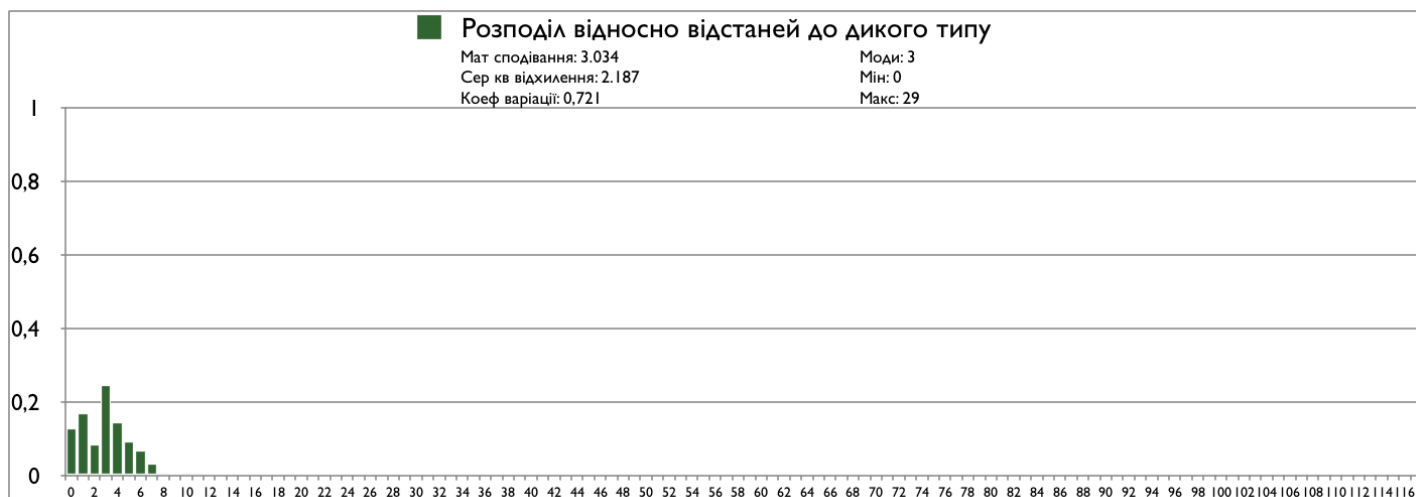 Розподіл відносно відстаней до дикого типу
Мат сподівання: 3.034 Моди: 3
Сер кв відхилення: 2.187 Мін: 0
Коеф варіації: 0,721 Макс: 29
1
0,8
0,6
0,4
0,2
0
0 2 4 6 8 10 12 14 16 18 20 22 24 26 28 30 32 34 36 38 40 42 44 46 48 50 52 54 56 58 60 62 64 66 68 70 72 74 76 78 80 82 84 86 88 90 92 94 96 98 100 102 104 106 108 110 112 114 116